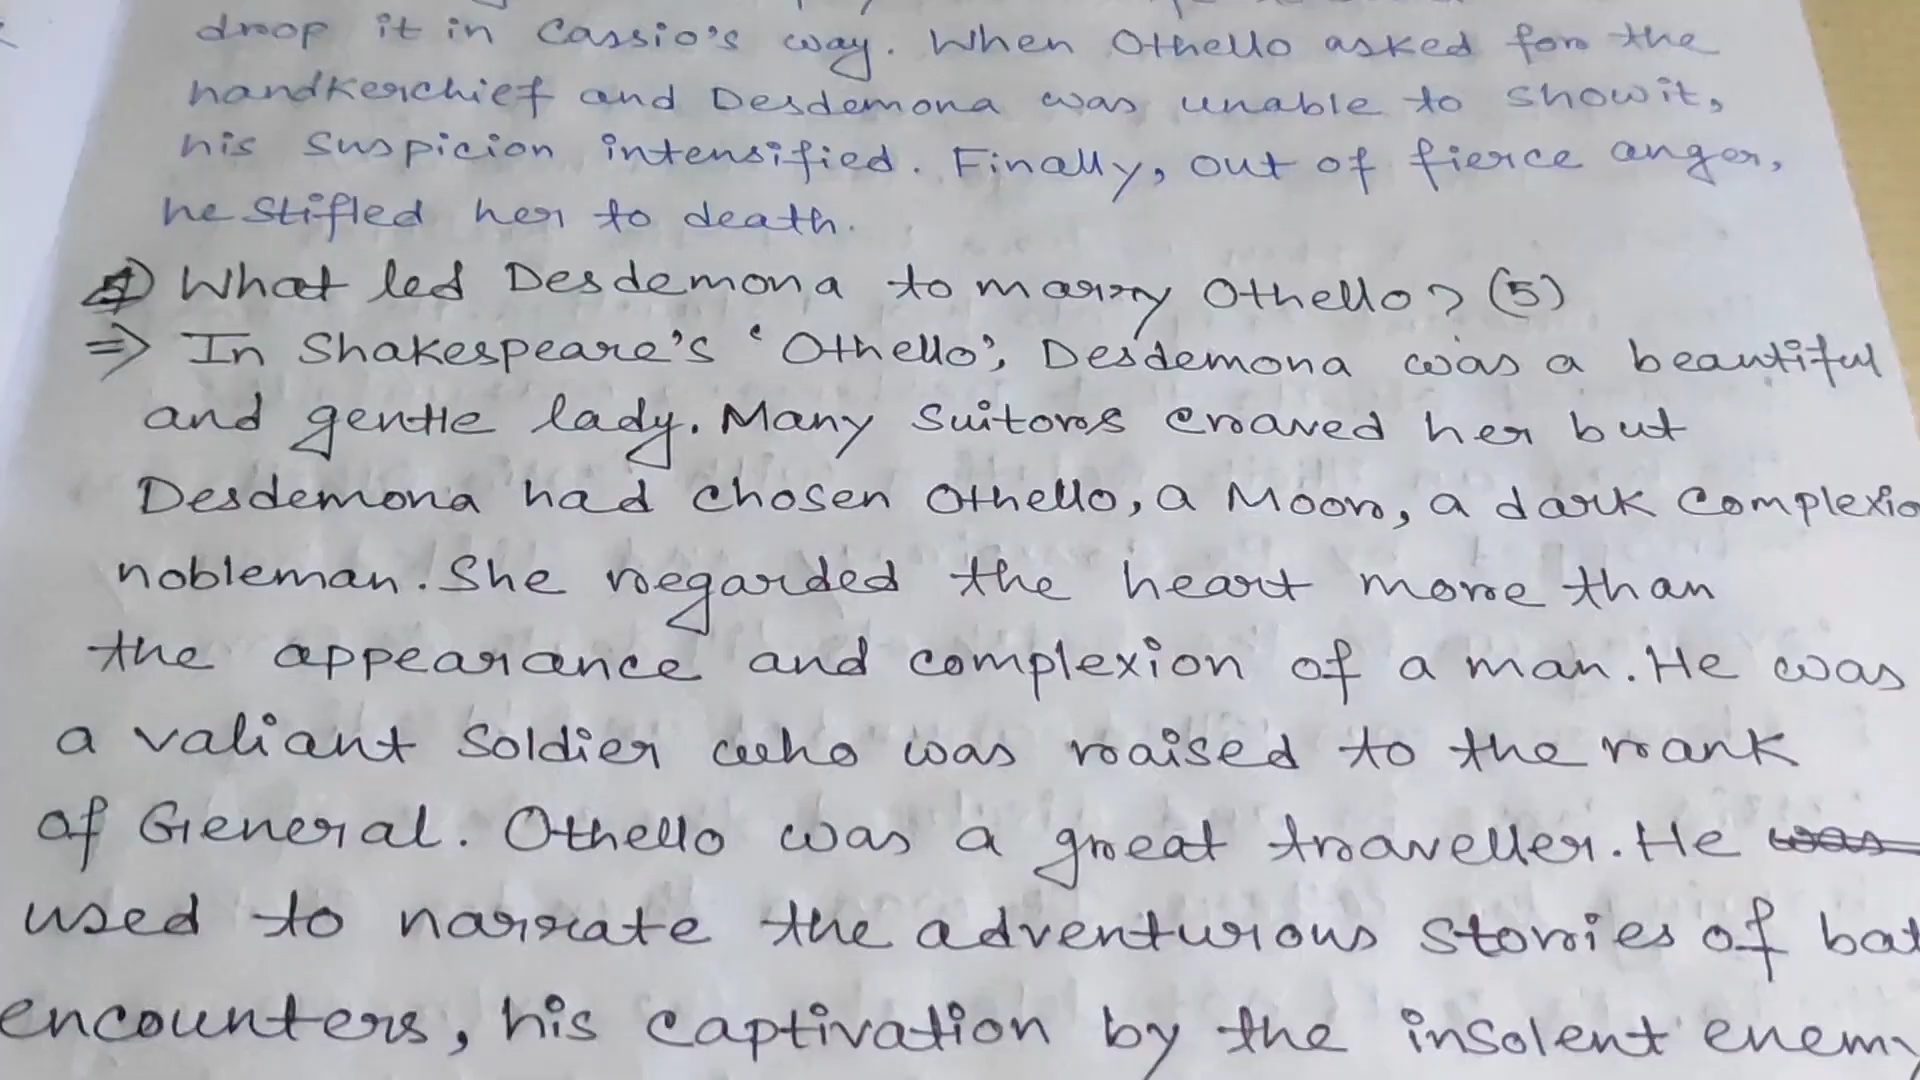 drop it in Cassio's way. When Othello asked for the
handkerchief and Desdemona was unable to show it,
his suspicion intensified. Finally, out of fierce anger,
he stifled her to death.
4) What led Desdemona to marry Othello? (5)
⇒ In Shakespeare's 'Othello', Desdemona was a beautiful
and gentle lady. Many suitors craved her but
Desdemona had chosen Othello, a Moor, a dark complexio
nobleman. She regarded the heart more than
the appearance and complexion of a man. He was
a valiant soldier who was raised to the rank
of General. Othello was a great traveller. He was
used to narrate the adventurous stories of bat
encounters, his captivation by the insolent enemy